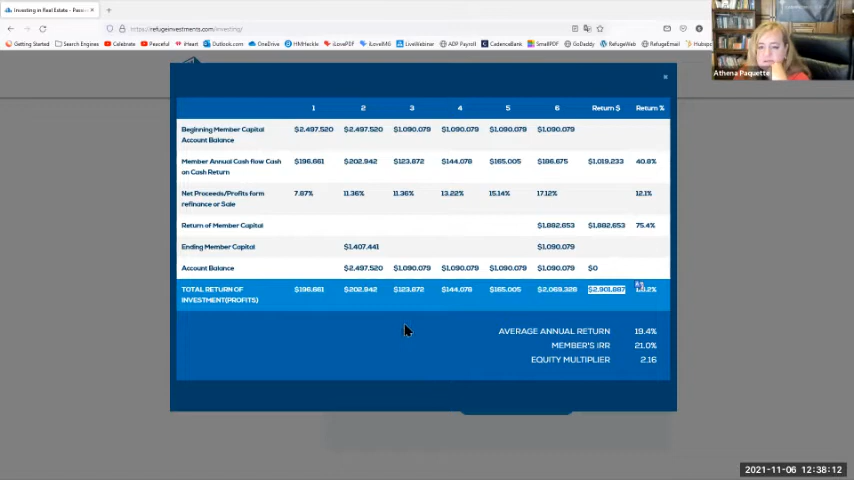 Investing in Real Estate - Pass
https://refugeinvestments.com/investing/
Getting Started Search Engines Celebrate Peaceful iHeart Outlook.com OneDrive HMHeckle iLovePDF iLoveIMG LiveWebinar ADP Payroll CadenceBank SmallPDF GoDaddy RefugeWeb RefugeEmail Hubspo
Athena Paquette
1 2 3 4 5 6 Return $ Return %
Beginning Member Capital Account Balance $2,497,520 $2,497,520 $1,090,079 $1,090,079 $1,090,079 $1,090,079
Member Annual Cash flow Cash on Cash Return $196,661 $202,942 $123,872 $144,078 $165,005 $186,675 $1,019,233 40.8%
Net Proceeds/Profits form refinance or Sale 7.87% 11.36% 11.36% 13.22% 15.14% 17.12% 12.1%
Return of Member Capital $1,882,653 $1,882,653 75.4%
Ending Member Capital $1,407,441 $1,090,079
Account Balance $2,497,520 $1,090,079 $1,090,079 $1,090,079 $1,090,079 $0
TOTAL RETURN OF INVESTMENT(PROFITS) $196,661 $202,942 $123,872 $144,078 $165,005 $2,069,328 $2,901,887
AVERAGE ANNUAL RETURN 19.4%
MEMBER'S IRR 21.0%
EQUITY MULTIPLIER 2.16
2021-11-06 12:38:12